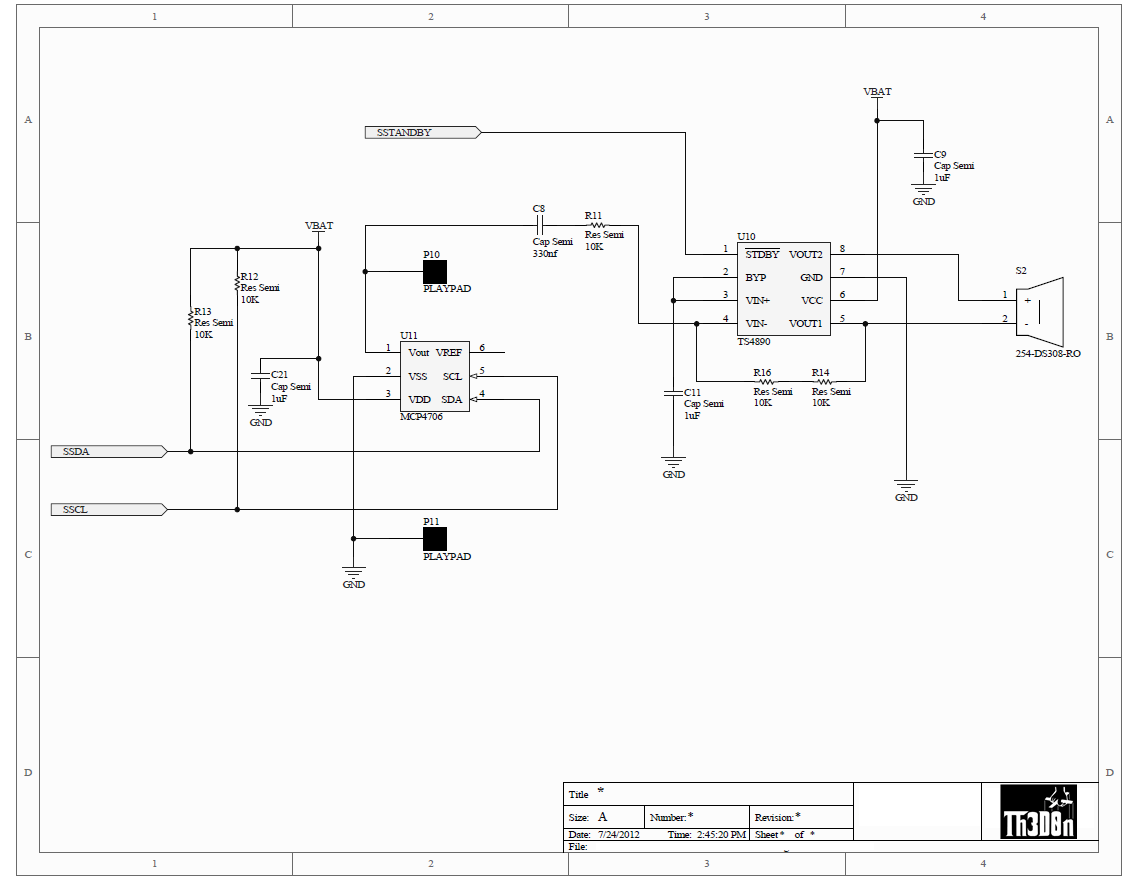 1 2 3 4
A A
VBAT
SSTANDBY
C9
Cap Semi
1uF
GND
C8
Cap Semi
330nf
R11
Res Semi
10K
VBAT
R12
Res Semi
10K
R13
Res Semi
10K
P10
PLAYPAD
U10
1 STDBY VOUT2 8
2 BYP GND 7
3 VIN+ VCC 6
4 VIN- VOUT1 5
TS4890
S2
1 +
2 -
254-DS308-RO
B B
U11
1 Vout VREF 6
2 VSS SCL 5
3 VDD SDA 4
MCP4706
C21
Cap Semi
1uF
GND
R16
Res Semi
10K
R14
Res Semi
10K
C11
Cap Semi
1uF
GND
GND
SSDA
SSCL
P11
PLAYPAD
GND
C C
D D
Title *
Size: A Number:* Revision:*
Date: 7/24/2012 Time: 2:45:20 PM Sheet* of *
File:
Th3D0n
1 2 3 4